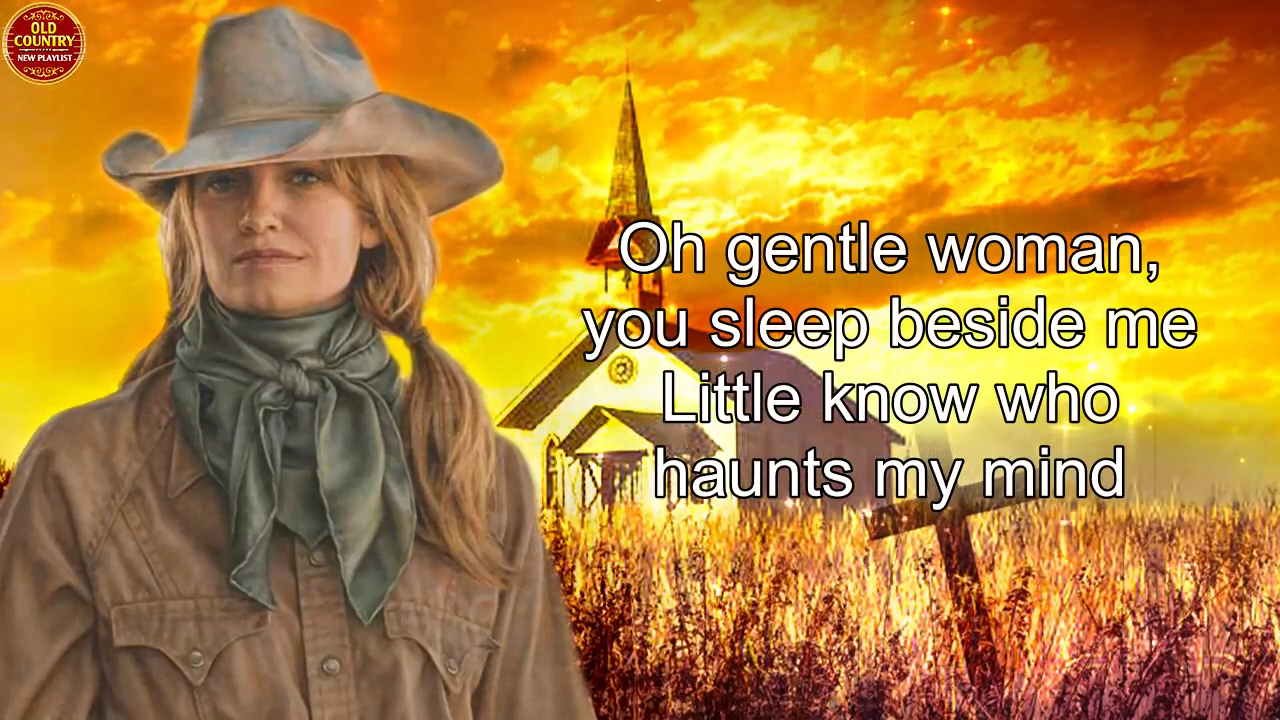 OLD
COUNTRY
NEW PLAYLIST
Oh gentle woman,
you sleep beside me
Little know who
haunts my mind